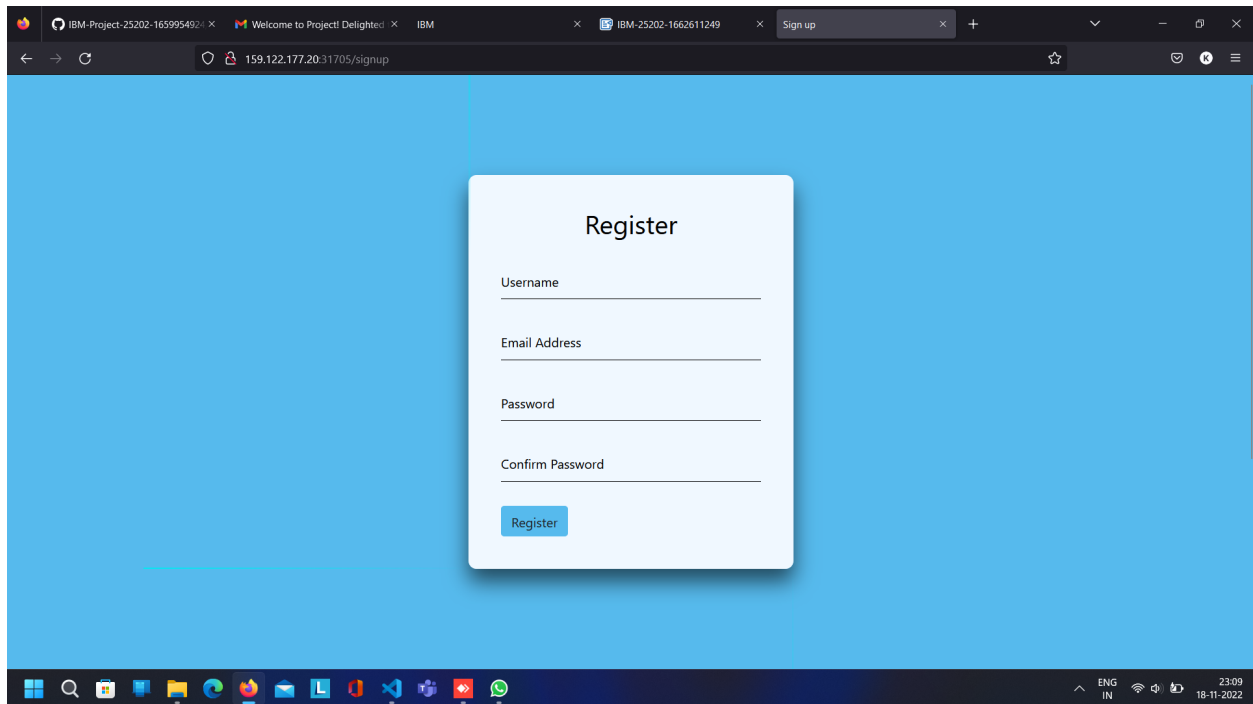 IBM-Project-25202-1659954924
Welcome to Project! Delighted
IBM
IBM-25202-1662611249
Sign up
159.122.177.20:31705/signup
K
Register
Username
Email Address
Password
Confirm Password
Register
L
ENG
IN
23:09
18-11-2022